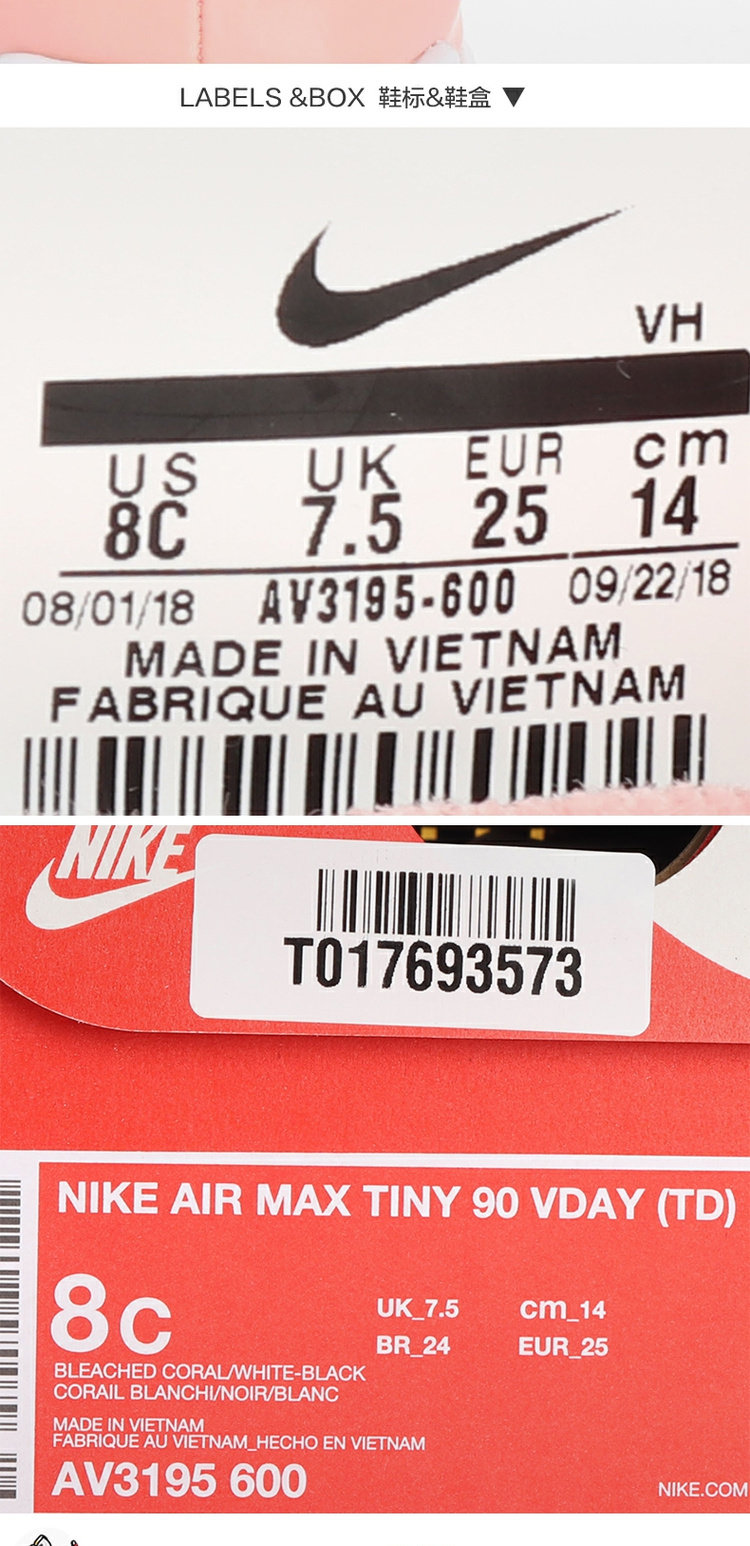 LABELS &BOX 鞋标&鞋盒 ▼
VH
US UK EUR cm
8C 7.5 25 14
08/01/18 AV3195-600 09/22/18
MADE IN VIETNAM
FABRIQUE AU VIETNAM
NIKE
T017693573
NIKE AIR MAX TINY 90 VDAY (TD)
8C
UK_7.5 cm_14
BR_24 EUR_25
BLEACHED CORAL/WHITE-BLACK
CORAIL BLANCHI/NOIR/BLANC
MADE IN VIETNAM
FABRIQUE AU VIETNAM_HECHO EN VIETNAM
AV3195 600
NIKE.COM